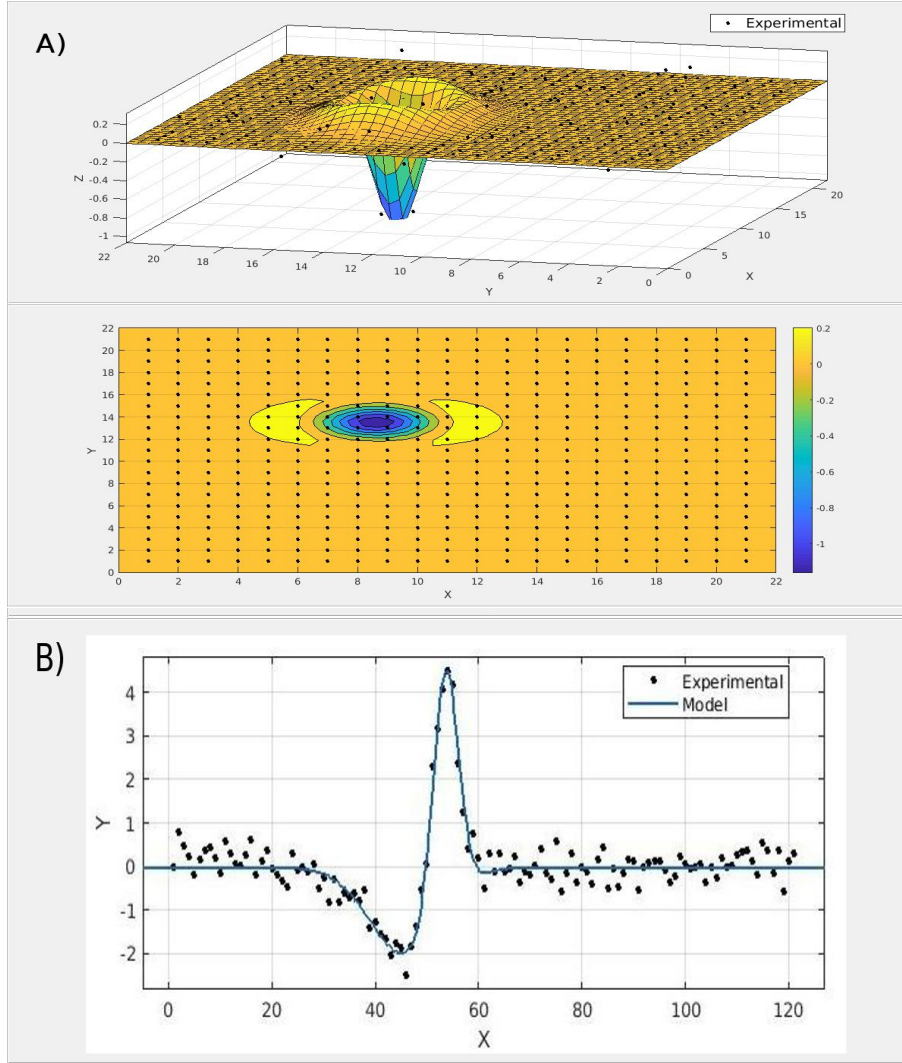 A)
Experimental
0.2
0
-0.2
-0.4
-0.6
-0.8
-1
Z
22 20 18 16 14 12 10 8 6 4 2 0
Y
0 5 10 15 20
X
22
20
18
16
14
12
10
8
6
4
2
0
Y
0 2 4 6 8 10 12 14 16 18 20 22
X
0.2
0
-0.2
-0.4
-0.6
-0.8
-1
B)
Experimental
Model
4
3
2
1
0
-1
-2
Y
0 20 40 60 80 100 120
X